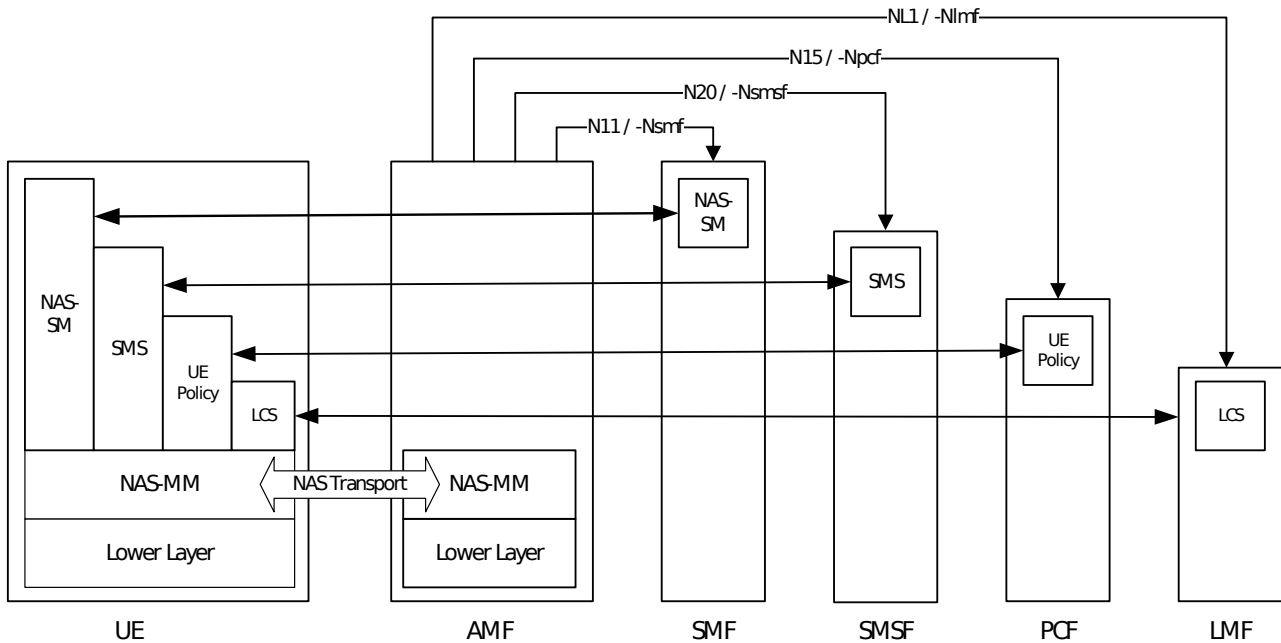 NL1 / -Nlmf
N15 / -Npcf
N20 / -Nsmsf
N11 / -Nsmf
NAS-
SM
NAS-
SM
SMS
SMS
UE
Policy
UE
Policy
LCS
LCS
NAS-MM
NAS Transport
NAS-MM
Lower Layer
Lower Layer
UE
AMF
SMF
SMSF
PCF
LMF